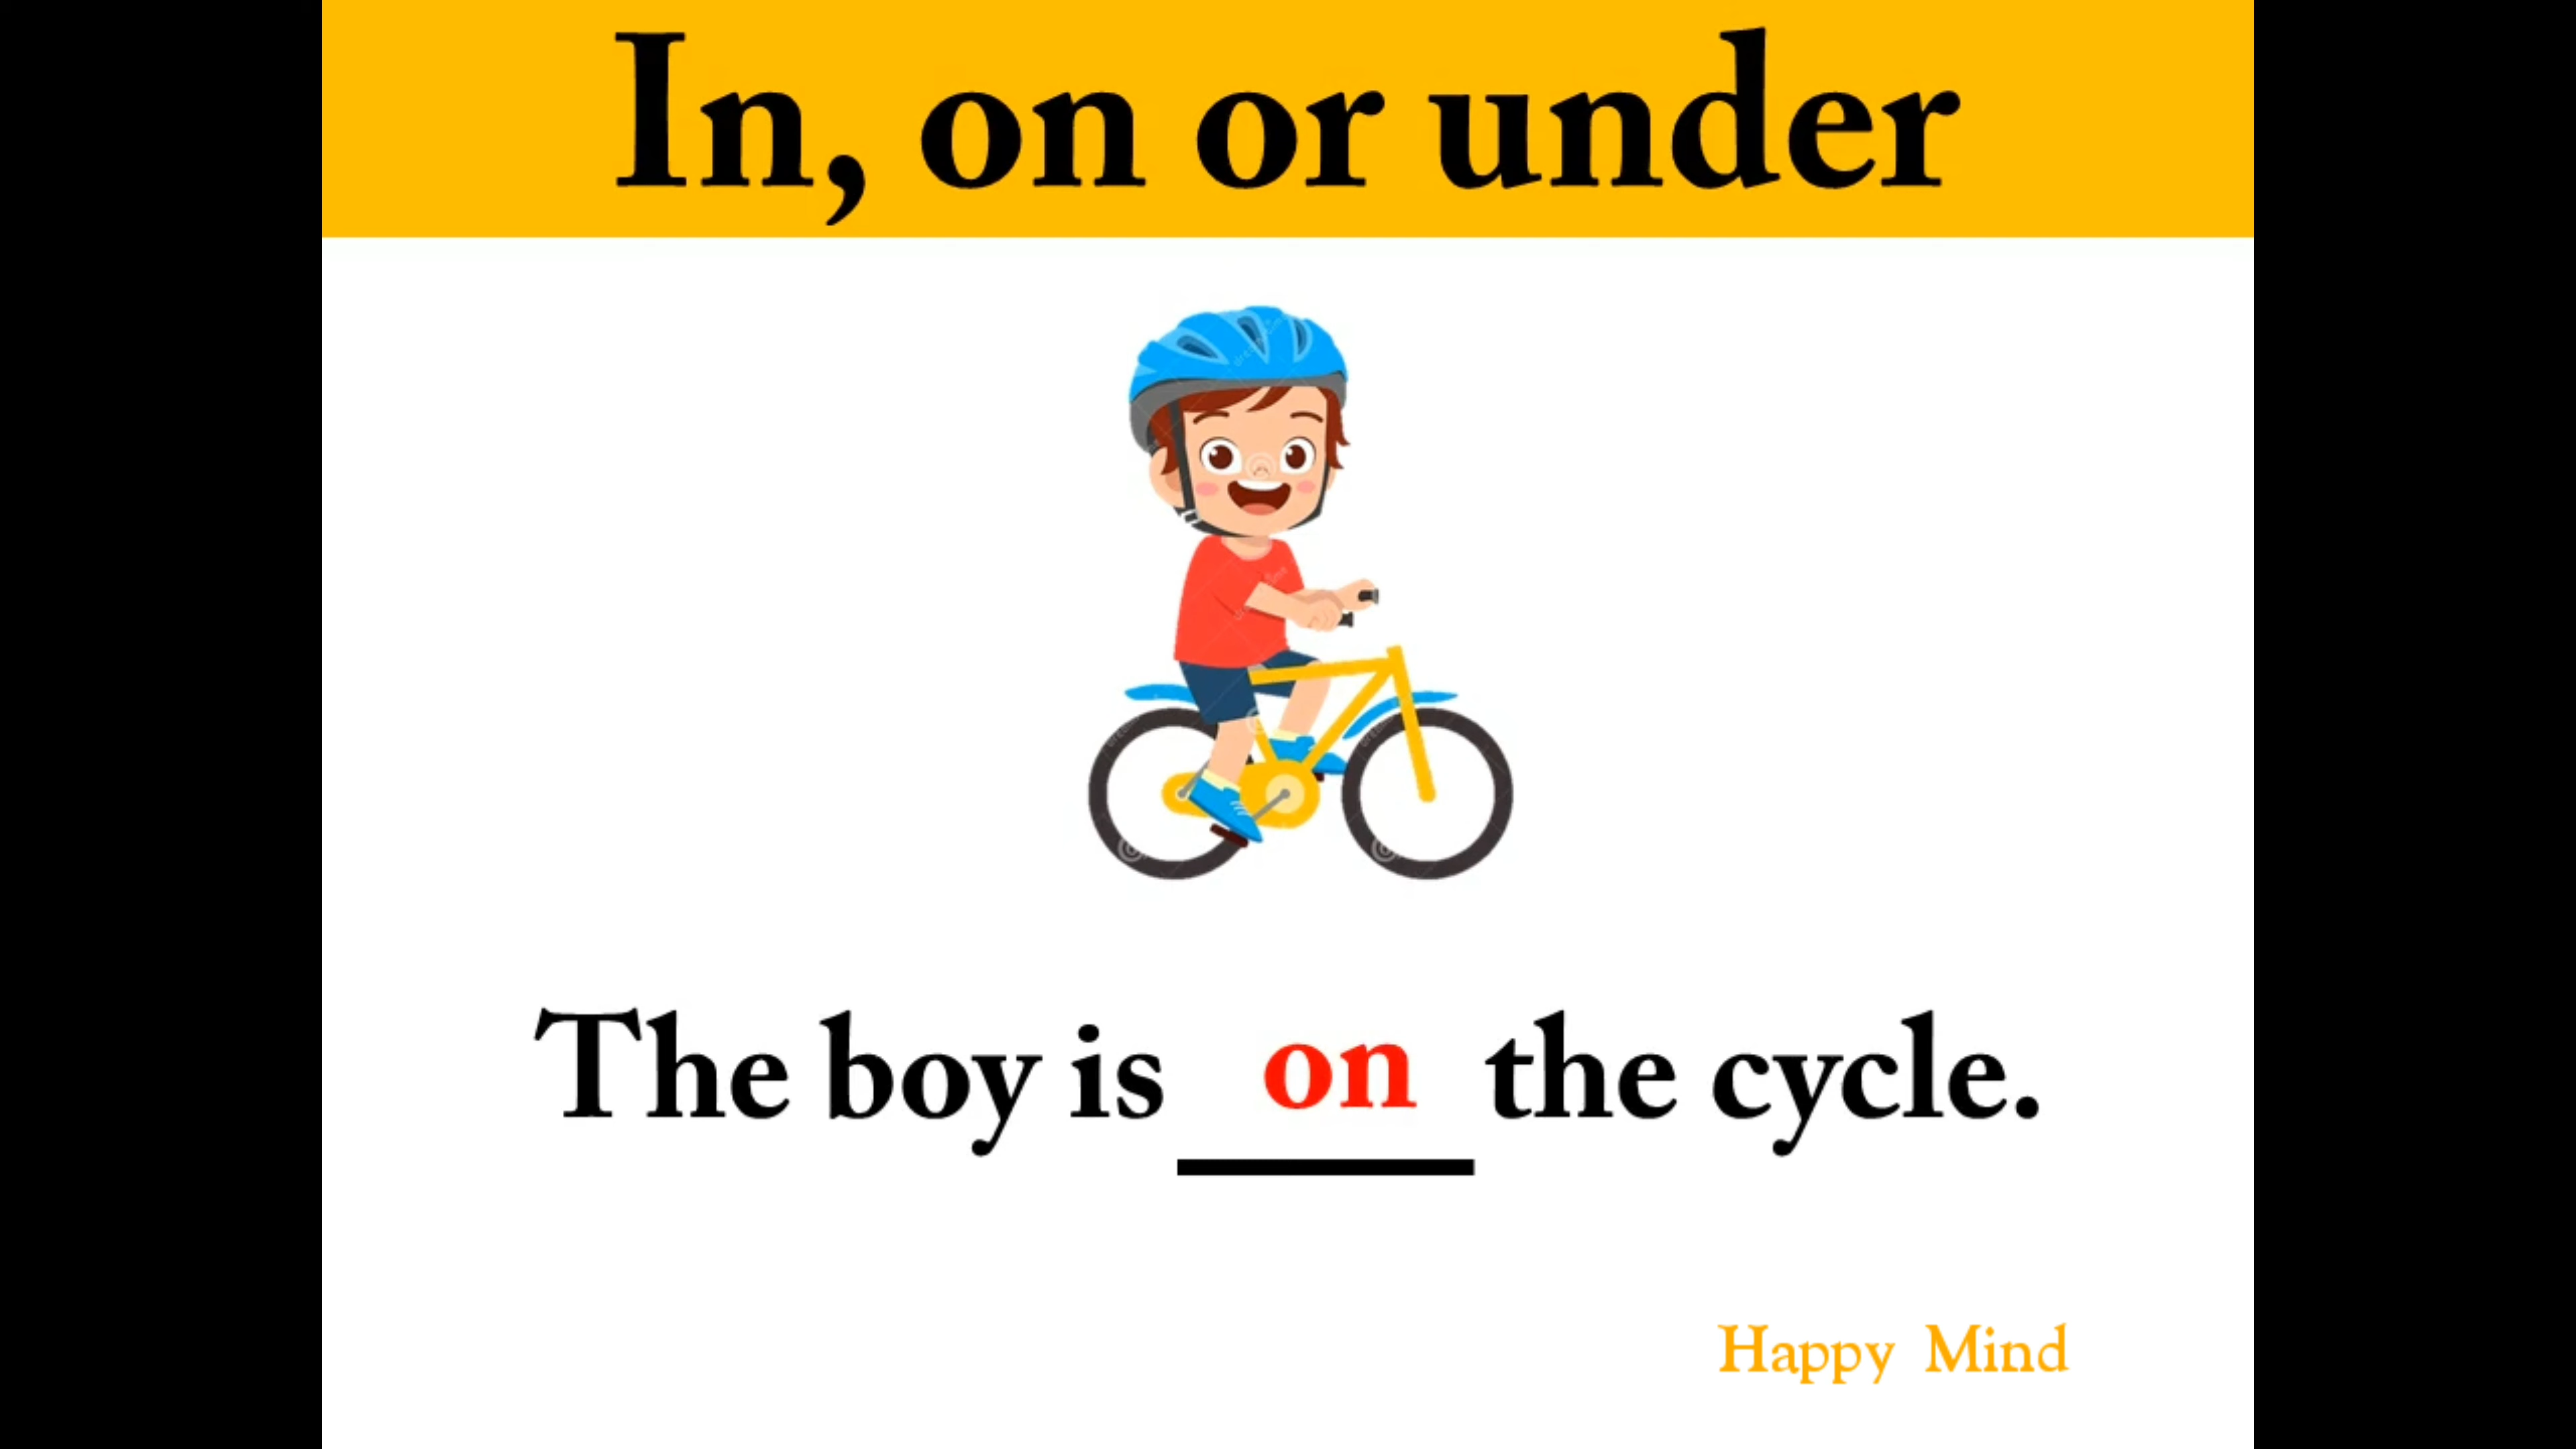 In, on or under
The boy is on the cycle.
Happy Mind